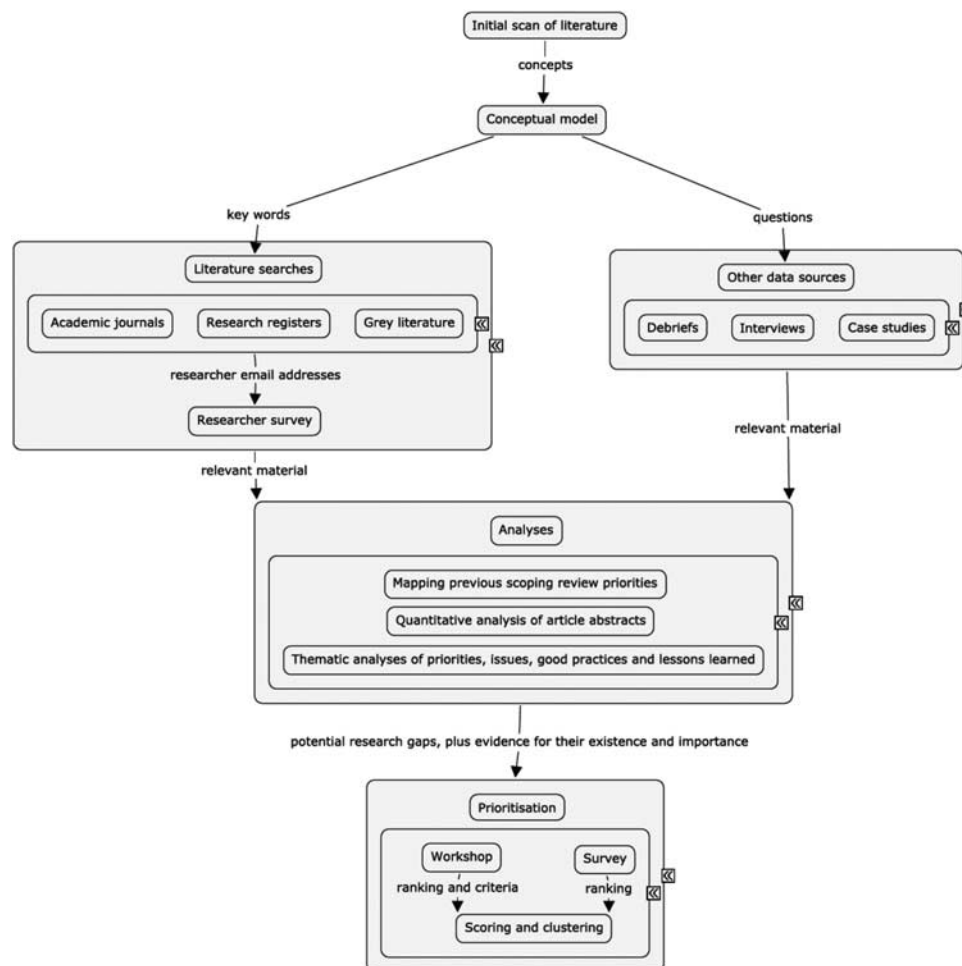 Initial scan of literature
concepts
Conceptual model
key words
questions
Literature searches
Other data sources
Academic journals
Research registers
Grey literature
Debriefs
Interviews
Case studies
researcher email addresses
Researcher survey
relevant material
relevant material
Analyses
Mapping previous scoping review priorities
Quantitative analysis of article abstracts
Thematic analyses of priorities, issues, good practices and lessons learned
potential research gaps, plus evidence for their existence and importance
Prioritisation
Workshop
Survey
ranking and criteria
ranking
Scoring and clustering